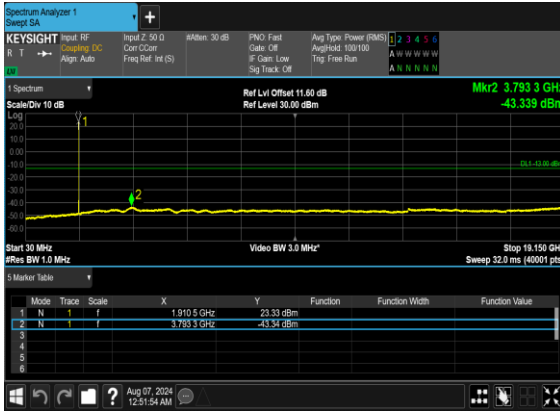 Spectrum Analyzer 1
Swept SA
KEYSIGHT Input: RF Input Z: 50 Ω #Atten: 30 dB PNO: Fast Avg Type: Power (RMS) 1 2 3 4 5 6
R T Coupling: DC Corr CCorr Gate: Off Avg|Hold: 100/100 A W W W W W
Align: Auto Freq Ref: Int (S) IF Gain: Low Trig: Free Run
Sig Track: Off A N N N N N
1 Spectrum Ref Lvl Offset 11.60 dB Mkr2 3.793 3 GHz
Scale/Div 10 dB Ref Level 30.00 dBm -43.339 dBm
Log
20.0
10.0
0.00
-10.0
DL1 -13.00 dBm
-20.0
-30.0
-40.0
-50.0
-60.0
1
2
Start 30 MHz Video BW 3.0 MHz* Stop 19.150 GHz
#Res BW 1.0 MHz Sweep 32.0 ms (40001 pts)
5 Marker Table
Mode Trace Scale X Y Function Function Width Function Value
1 N 1 f 1.910 5 GHz 23.33 dBm
2 N 1 f 3.793 3 GHz -43.34 dBm
3
4
5
6
? Aug 07, 2024
12:51:54 AM